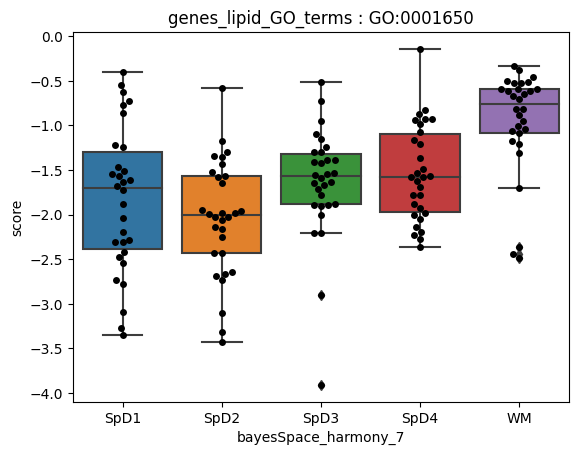 genes_lipid_GO_terms : GO:0001650
0.0
−0.5
−1.0
−1.5
−2.0
−2.5
−3.0
−3.5
−4.0
score
SpD1 SpD2 SpD3 SpD4 WM
bayesSpace_harmony_7